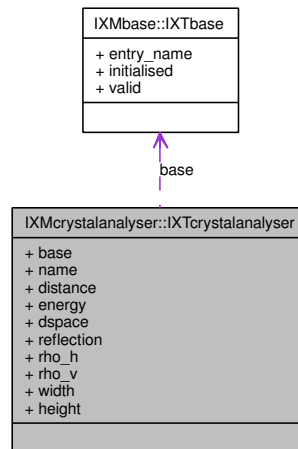 IXMbase::IXTbase
+ entry_name
+ initialised
+ valid
base
IXMcrystalanalyser::IXTcrystalanalyser
+ base
+ name
+ distance
+ energy
+ dspace
+ reflection
+ rho_h
+ rho_v
+ width
+ height